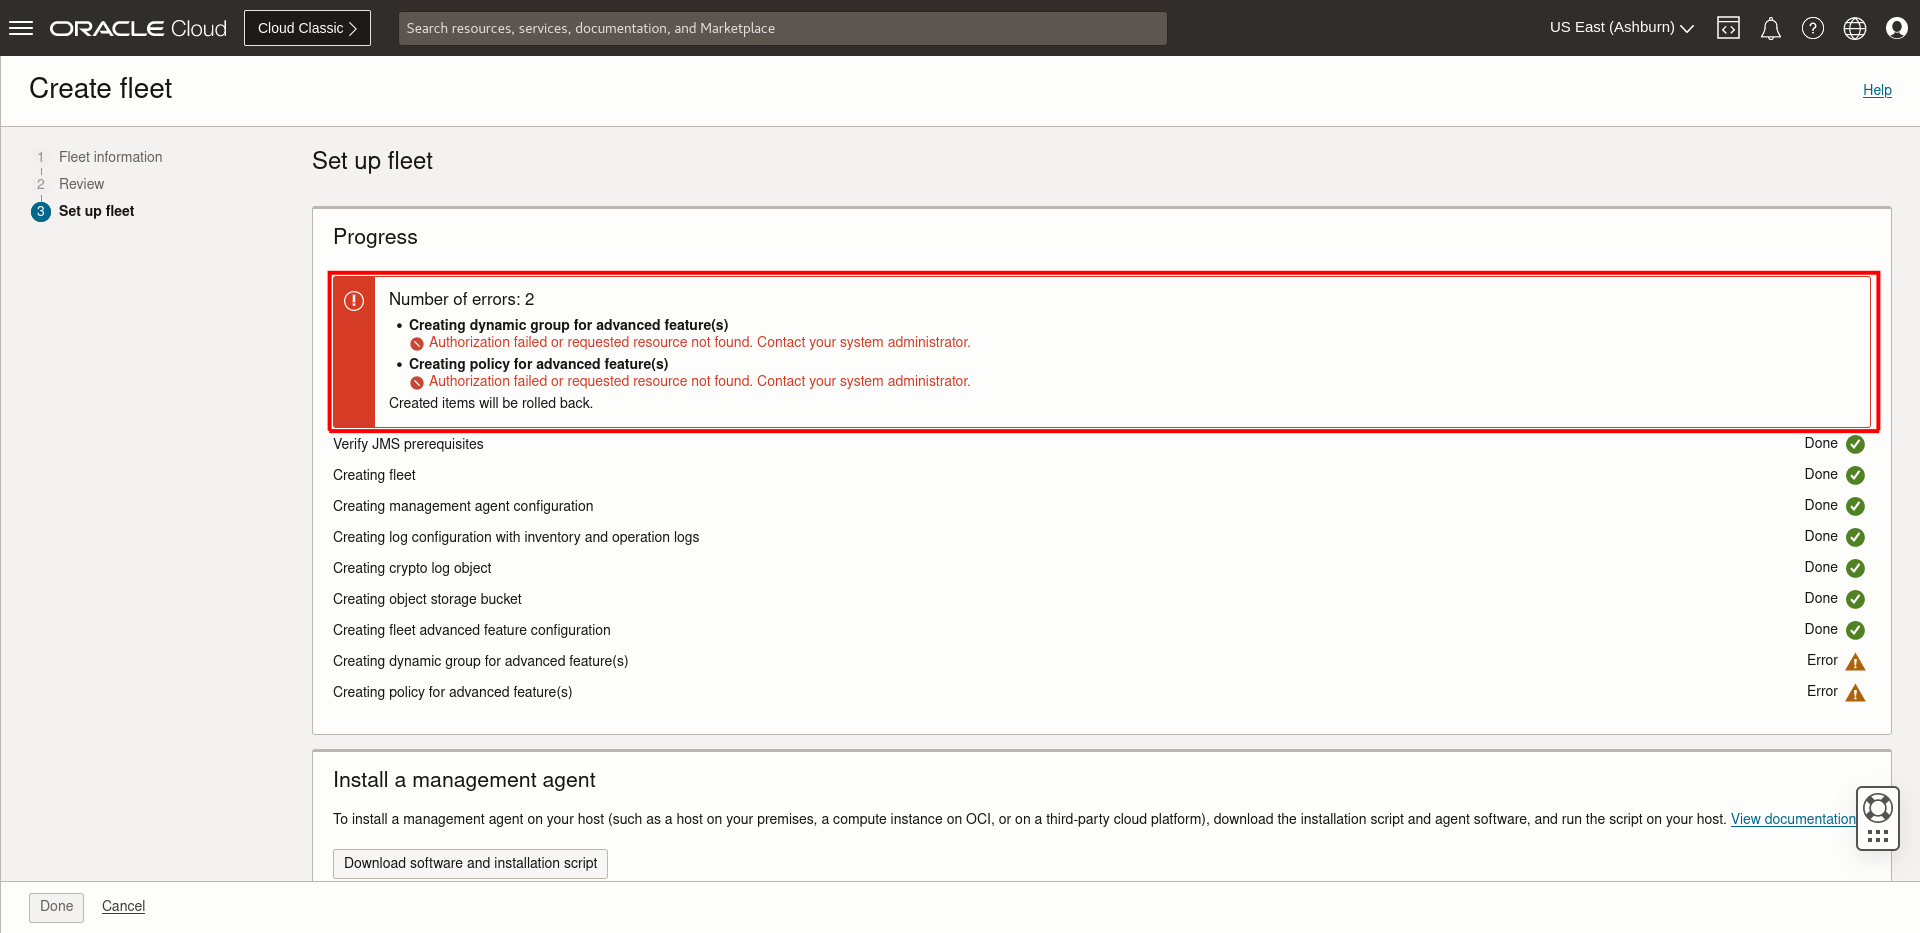 ORACLE Cloud
Cloud Classic
Search resources, services, documentation, and Marketplace
US East (Ashburn)
Create fleet
Help
1 Fleet information
2 Review
3 Set up fleet
Set up fleet
Progress
Number of errors: 2
• Creating dynamic group for advanced feature(s)
Authorization failed or requested resource not found. Contact your system administrator.
• Creating policy for advanced feature(s)
Authorization failed or requested resource not found. Contact your system administrator.
Created items will be rolled back.
Verify JMS prerequisites Done
Creating fleet Done
Creating management agent configuration Done
Creating log configuration with inventory and operation logs Done
Creating crypto log object Done
Creating object storage bucket Done
Creating fleet advanced feature configuration Done
Creating dynamic group for advanced feature(s) Error
Creating policy for advanced feature(s) Error
Install a management agent
To install a management agent on your host (such as a host on your premises, a compute instance on OCI, or on a third-party cloud platform), download the installation script and agent software, and run the script on your host. View documentation
Download software and installation script
Done Cancel